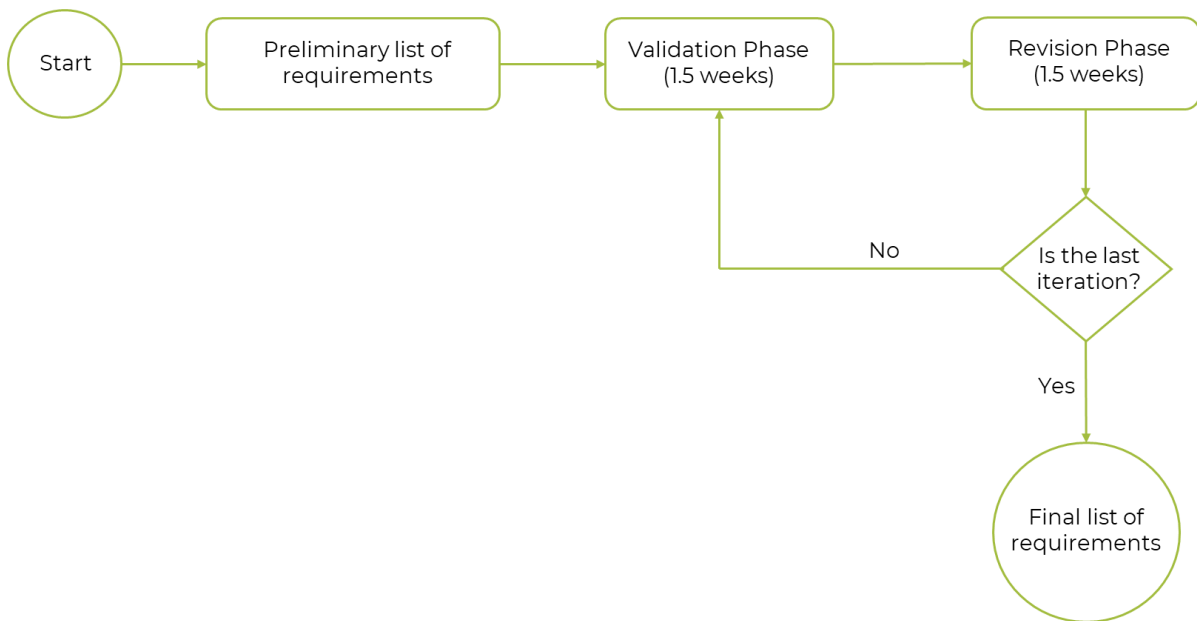 Start
Preliminary list of
requirements
Validation Phase
(1.5 weeks)
Revision Phase
(1.5 weeks)
No
Is the last
iteration?
Yes
Final list of
requirements